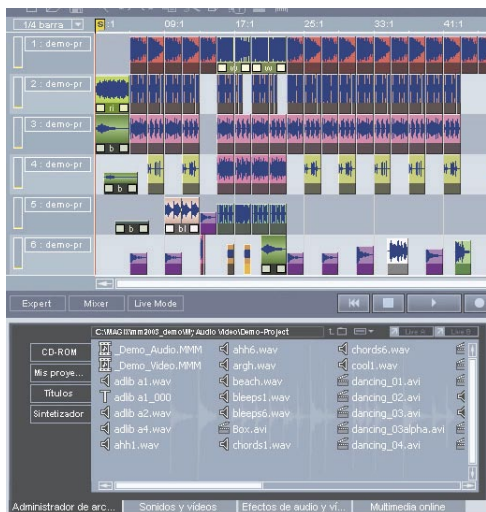 1/4 barra S :1 09:1 17:1 25:1 33:1 41:1
1 : demo-pr
2 : demo-pr
3 : demo-pr
b
4 : demo-pr
b
5 : demo-pr
b bl
6 : demo-pr
Expert Mixer Live Mode
C:\MAGIX\mm2003_demo\My Audio Video\Demo-Project Live A Live B
CD-ROM
Mis proye...
Títulos
Sintetizador
_Demo_Audio.MMM ahh6.wav chords6.wav
_Demo_Video.MMM argh.wav cool1.wav
adlib a1.wav beach.wav dancing_01.avi
adlib a1_000 bleeps1.wav dancing_02.avi
adlib a2.wav bleeps6.wav dancing_03.avi
adlib a4.wav Box.avi dancing_03alpha.avi
ahh1.wav chords1.wav dancing_04.avi
Administrador de arc... Sonidos y vídeos Efectos de audio y ví... Multimedia online